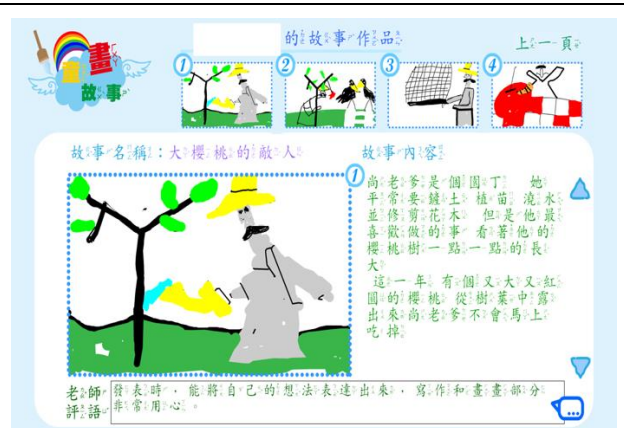 的故事作品
上一頁
畫畫
故事
1
2
3
4
故事名稱：大櫻桃的敵人
故事內容
1
尚老爹是個園丁　她
平常要鏟土 植苗 澆水
並修剪花木　但是他最
喜歡做的事 看著他的
櫻桃樹一點一點的長
大
這一年 有個又大又紅
圓的櫻桃 從樹葉中露
出來尚老爹不會馬上
吃掉
老師
評語
發表時，能將自己的想法表達出來，寫作和畫畫部分
非常用心。